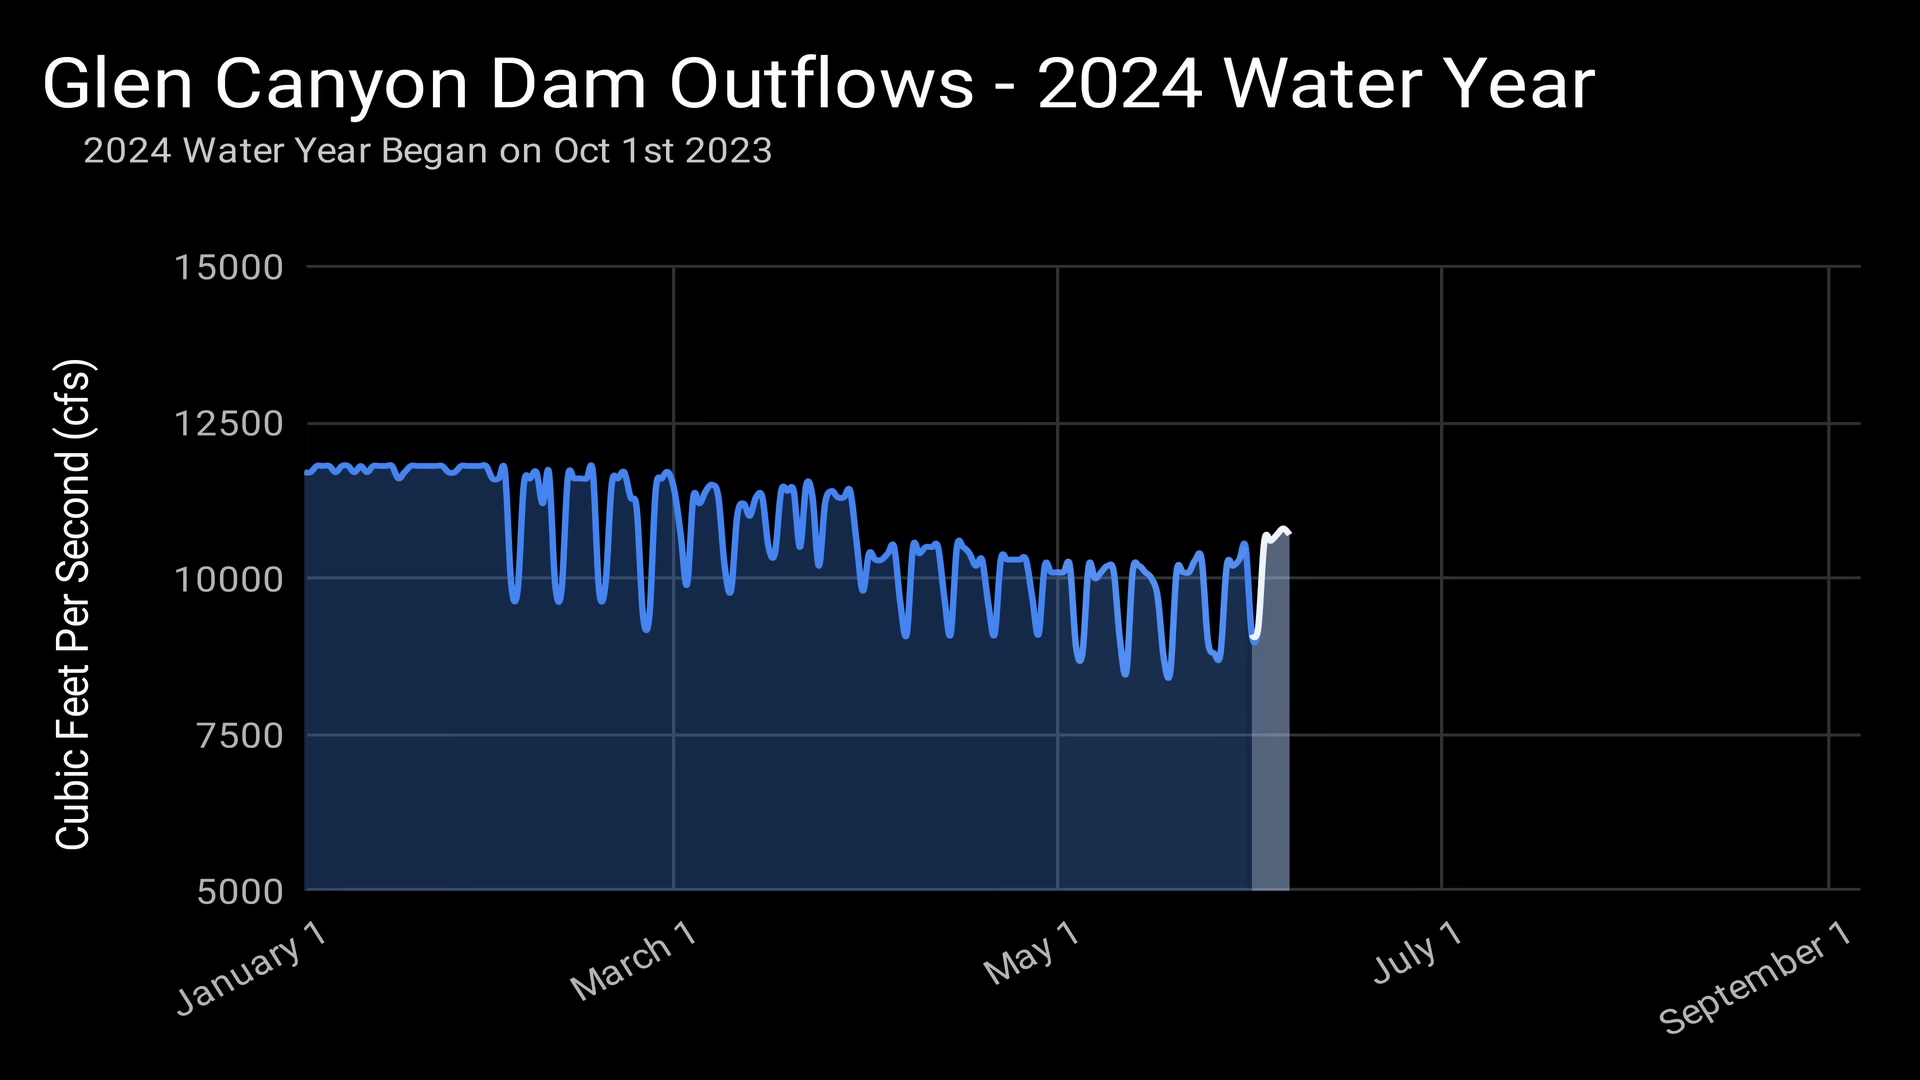 Glen Canyon Dam Outflows - 2024 Water Year
2024 Water Year Began on Oct 1st 2023
Cubic Feet Per Second (cfs)
15000
12500
10000
7500
5000
January 1
March 1
May 1
July 1
September 1